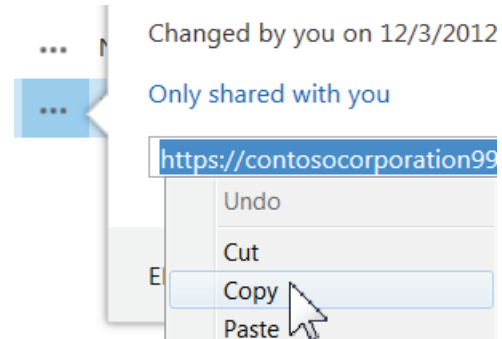 Changed by you on 12/3/2012
Only shared with you
https://contosocorporation99
Undo
Cut
Copy
Paste